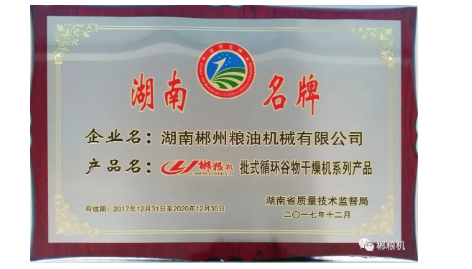 湖南名牌
企业名：湖南郴州粮油机械有限公司
产品名：郴粮机 批式循环谷物干燥机系列产品
有效期：2017年12月31日至2020年12月30日
湖南省质量技术监督局
二〇一七年十二月
郴粮机